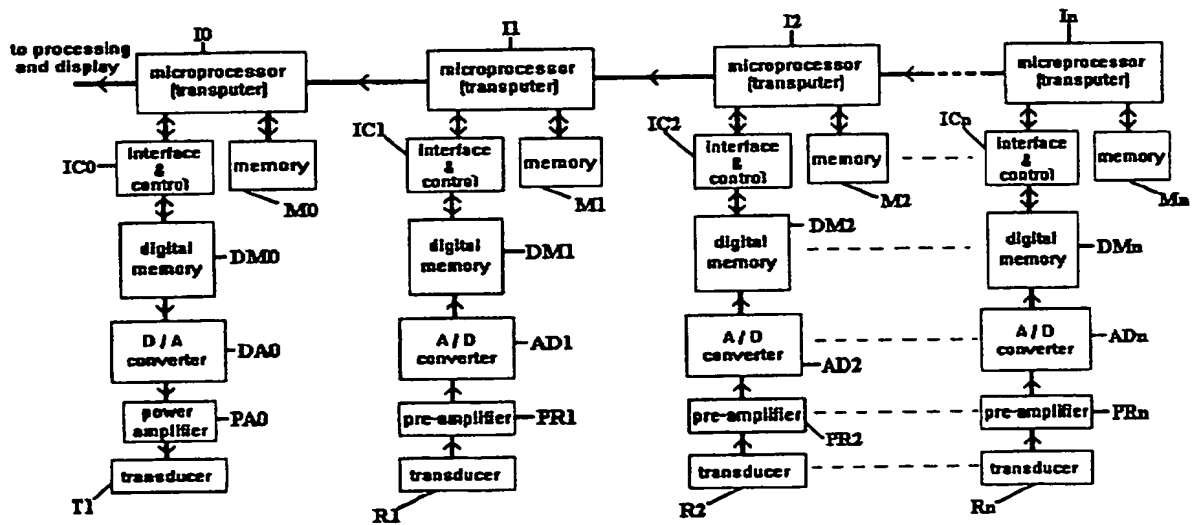 I0
I1
I2
In
to processing
and display
microprocessor
(transputer)
microprocessor
(transputer)
microprocessor
(transputer)
microprocessor
(transputer)
IC0
interface
&
control
memory
M0
IC1
interface
&
control
memory
M1
IC2
interface
&
control
memory
M2
ICn
interface
&
control
memory
Mn
digital
memory
DM0
digital
memory
DM1
digital
memory
DM2
digital
memory
DMn
D / A
converter
DA0
A / D
converter
AD1
A / D
converter
AD2
A / D
converter
ADn
power
amplifier
PA0
pre-amplifier
PR1
pre-amplifier
PR2
pre-amplifier
PRn
transducer
T1
transducer
R1
transducer
R2
transducer
Rn